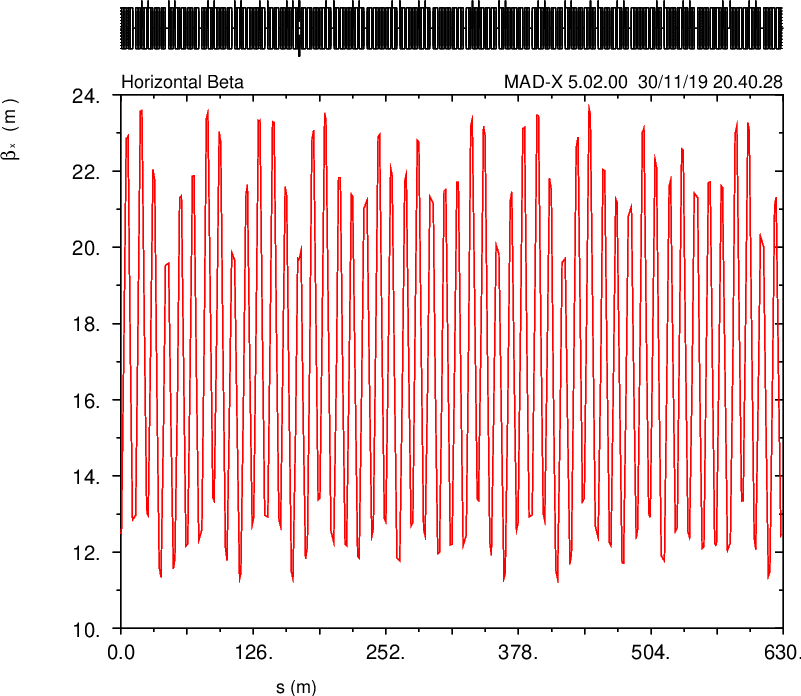 Horizontal Beta MAD-X 5.02.00 30/11/19 20.40.28
βx (m)
24.
22.
20.
18.
16.
14.
12.
10.
0.0 126. 252. 378. 504. 630.
s (m)